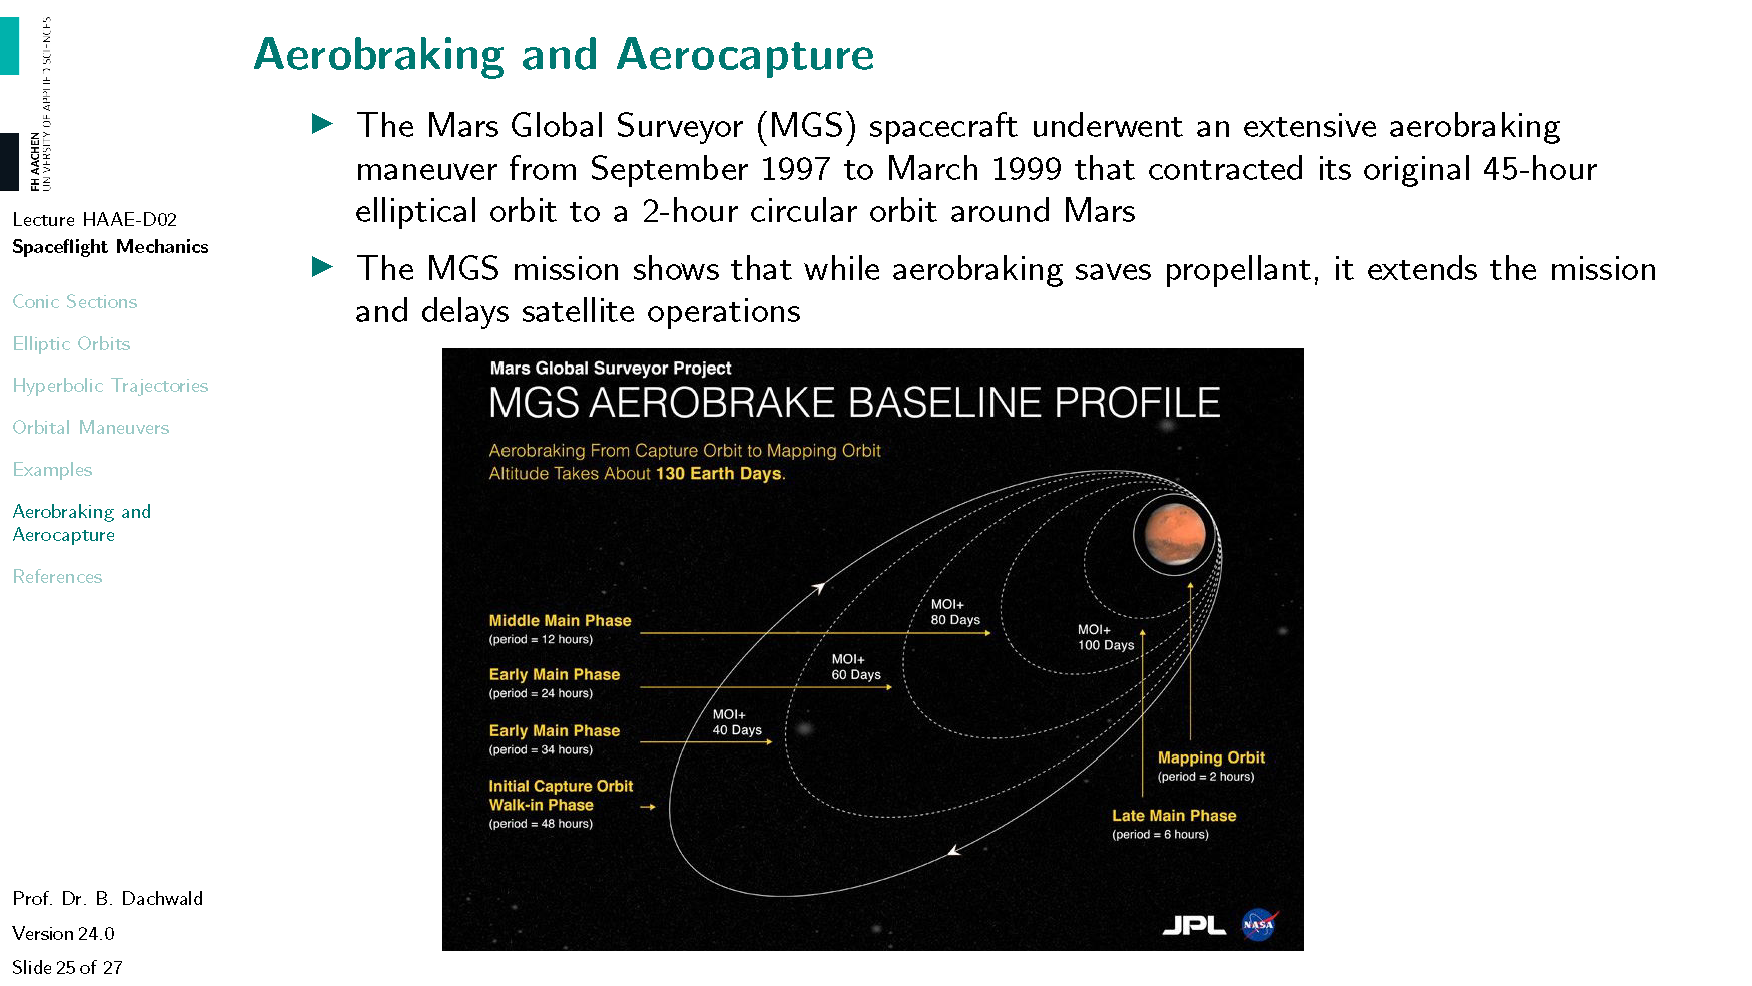 FH AACHEN
UNIVERSITY OF APPLIED SCIENCES
Lecture HAAE-D02
Spaceflight Mechanics
Conic Sections
Elliptic Orbits
Hyperbolic Trajectories
Orbital Maneuvers
Examples
Aerobraking and
Aerocapture
References
Prof. Dr. B. Dachwald
Version 24.0
Slide 25 of 27
Aerobraking and Aerocapture
▶ The Mars Global Surveyor (MGS) spacecraft underwent an extensive aerobraking
maneuver from September 1997 to March 1999 that contracted its original 45-hour
elliptical orbit to a 2-hour circular orbit around Mars
▶ The MGS mission shows that while aerobraking saves propellant, it extends the mission
and delays satellite operations
Mars Global Surveyor Project
MGS AEROBRAKE BASELINE PROFILE
Aerobraking From Capture Orbit to Mapping Orbit
Altitude Takes About 130 Earth Days.
Middle Main Phase
(period = 12 hours)
MOI+
80 Days
Early Main Phase
(period = 24 hours)
MOI+
60 Days
Early Main Phase
(period = 34 hours)
MOI+
40 Days
Initial Capture Orbit
Walk-in Phase
(period = 48 hours)
MOI+
100 Days
Mapping Orbit
(period = 2 hours)
Late Main Phase
(period = 6 hours)
JPL
NASA